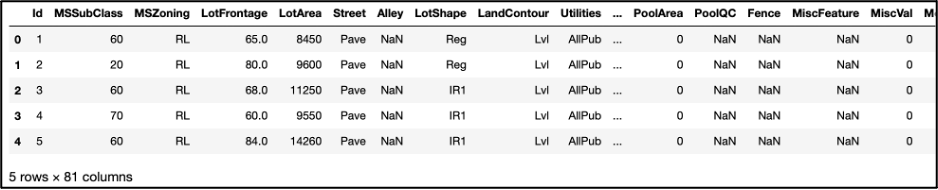 Id MSSubClass MSZoning LotFrontage LotArea Street Alley LotShape LandContour Utilities ... PoolArea PoolQC Fence MiscFeature MiscVal
0 1 60 RL 65.0 8450 Pave NaN Reg Lvl AllPub ... 0 NaN NaN NaN 0
1 2 20 RL 80.0 9600 Pave NaN Reg Lvl AllPub ... 0 NaN NaN NaN 0
2 3 60 RL 68.0 11250 Pave NaN IR1 Lvl AllPub ... 0 NaN NaN NaN 0
3 4 70 RL 60.0 9550 Pave NaN IR1 Lvl AllPub ... 0 NaN NaN NaN 0
4 5 60 RL 84.0 14260 Pave NaN IR1 Lvl AllPub ... 0 NaN NaN NaN 0
5 rows × 81 columns